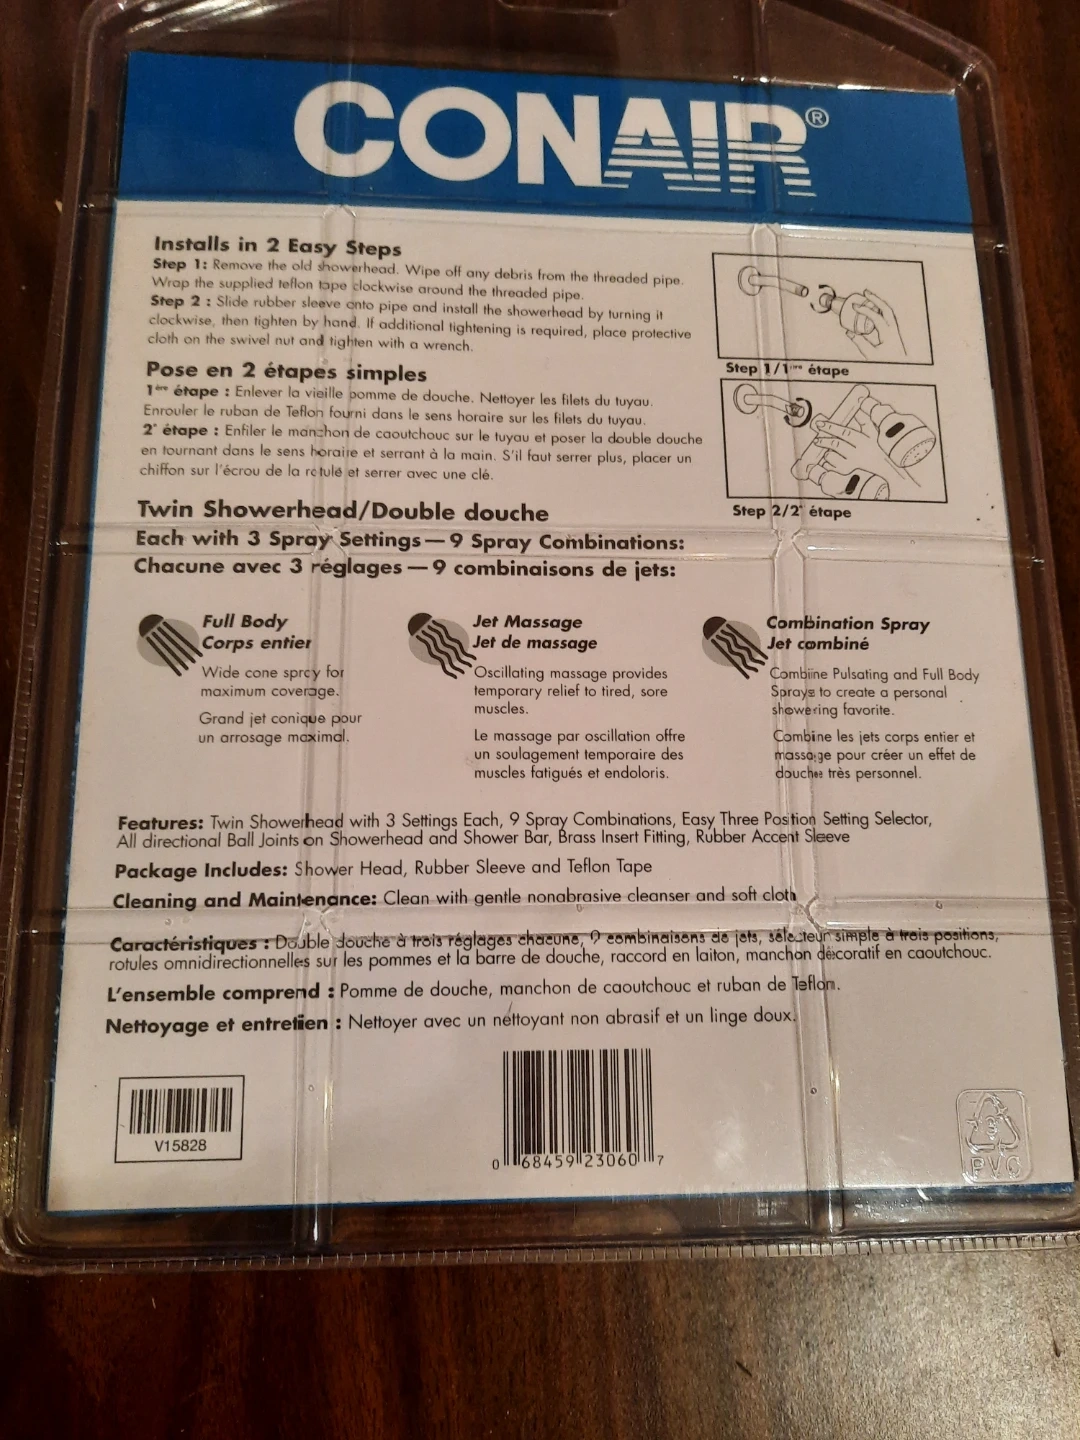 CONAIR®
Installs in 2 Easy Steps
Step 1: Remove the old showerhead. Wipe off any debris from the threaded pipe.
Wrap the supplied teflon tape clockwise around the threaded pipe.
Step 2 : Slide rubber sleeve onto pipe and install the showerhead by turning it
clockwise, then tighten by hand. If additional tightening is required, place protective
cloth on the swivel nut and tighten with a wrench.
Pose en 2 étapes simples
1ère étape : Enlever la vieille pomme de douche. Nettoyer les filets du tuyau.
Enrouler le ruban de Teflon fourni dans le sens horaire sur les filets du tuyau.
2e étape : Enfiler le manchon de caoutchouc sur le tuyau et poser la double douche
en tournant dans le sens horaire et serrant à la main. S'il faut serrer plus, placer un
chiffon sur l'écrou de la rotule et serrer avec une clé.
Step 1/1ère étape
Step 2/2e étape
Twin Showerhead/Double douche
Each with 3 Spray Settings — 9 Spray Combinations:
Chacune avec 3 réglages — 9 combinaisons de jets:
Full Body
Corps entier
Wide cone spray for
maximum coverage.
Grand jet conique pour
un arrosage maximal.
Jet Massage
Jet de massage
Oscillating massage provides
temporary relief to tired, sore
muscles.
Le massage par oscillation offre
un soulagement temporaire des
muscles fatigués et endoloris.
Combination Spray
Jet combiné
Combine Pulsating and Full Body
Sprays to create a personal
showering favorite.
Combine les jets corps entier et
massage pour créer un effet de
douche très personnel.
Features: Twin Showerhead with 3 Settings Each, 9 Spray Combinations, Easy Three Position Setting Selector,
All directional Ball Joints on Showerhead and Shower Bar, Brass Insert Fitting, Rubber Accent Sleeve
Package Includes: Shower Head, Rubber Sleeve and Teflon Tape
Cleaning and Maintenance: Clean with gentle nonabrasive cleanser and soft cloth
Caractéristiques : Double douche à trois réglages chacune, 9 combinaisons de jets, sélecteur simple à trois positions,
rotules omnidirectionnelles sur les pommes et la barre de douche, raccord en laiton, manchon décoratif en caoutchouc.
L'ensemble comprend : Pomme de douche, manchon de caoutchouc et ruban de Teflon.
Nettoyage et entretien : Nettoyer avec un nettoyant non abrasif et un linge doux.
V15828
0 68459 23060 7
3
PVC